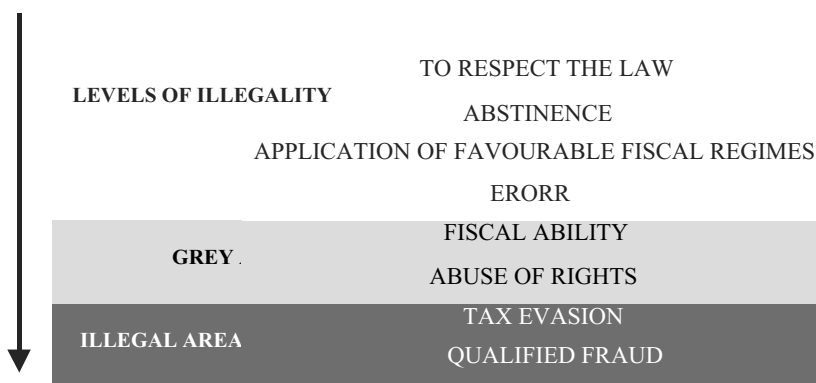 TO RESPECT THE LAW
LEVELS OF ILLEGALITY
ABSTINENCE
APPLICATION OF FAVOURABLE FISCAL REGIMES
ERORR
FISCAL ABILITY
GREY
ABUSE OF RIGHTS
TAX EVASION
ILLEGAL AREA
QUALIFIED FRAUD